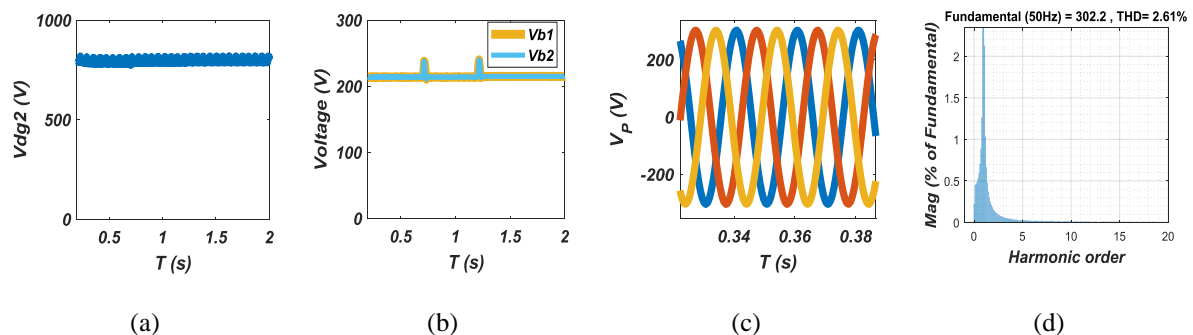 1000
500
0
Vdg2 (V)
0.5 1 1.5 2
T (s)
300
200
100
0
Voltage (V)
Vb1
Vb2
0.5 1 1.5 2
T (s)
200
0
-200
V_P (V)
0.34 0.36 0.38
T (s)
Fundamental (50Hz) = 302.2 , THD= 2.61%
2
1.5
1
0.5
0
Mag (% of Fundamental)
0 5 10 15 20
Harmonic order
(a) (b) (c) (d)